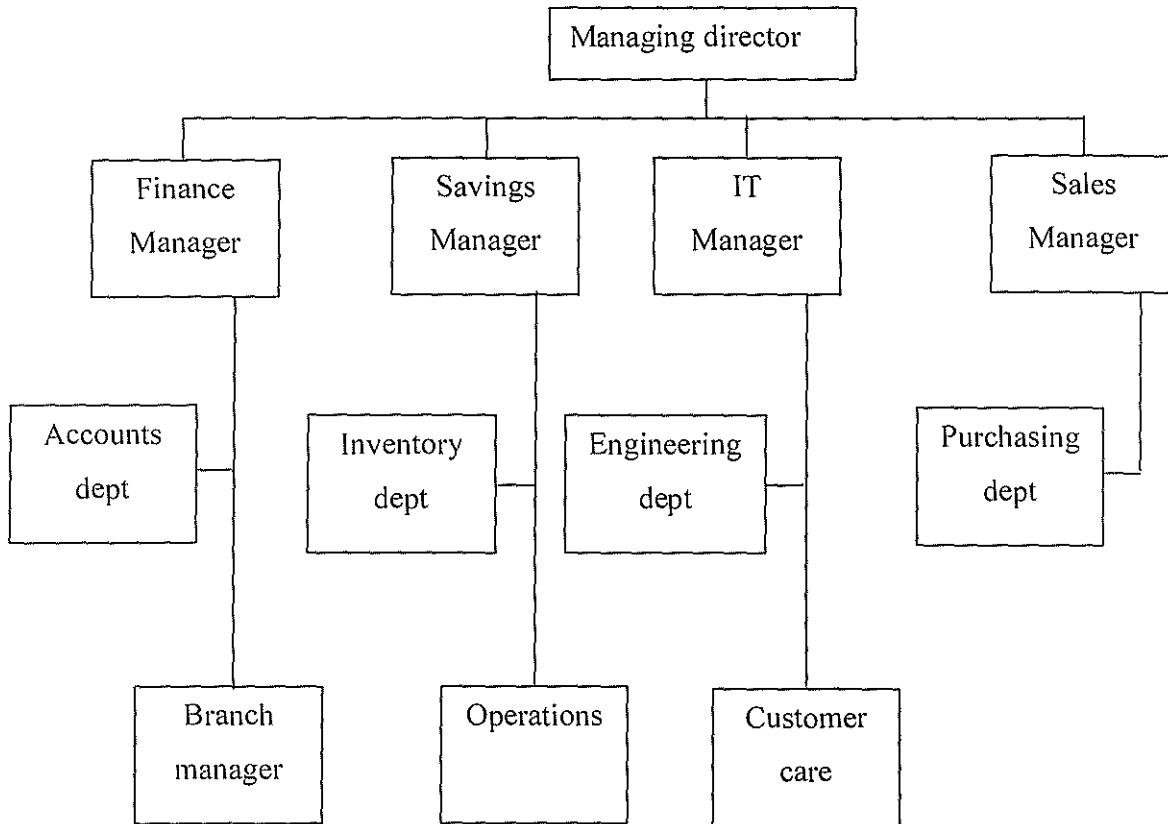 Managing director
Finance
Manager
Savings
Manager
IT
Manager
Sales
Manager
Accounts
dept
Inventory
dept
Engineering
dept
Purchasing
dept
Branch
manager
Operations
Customer
care